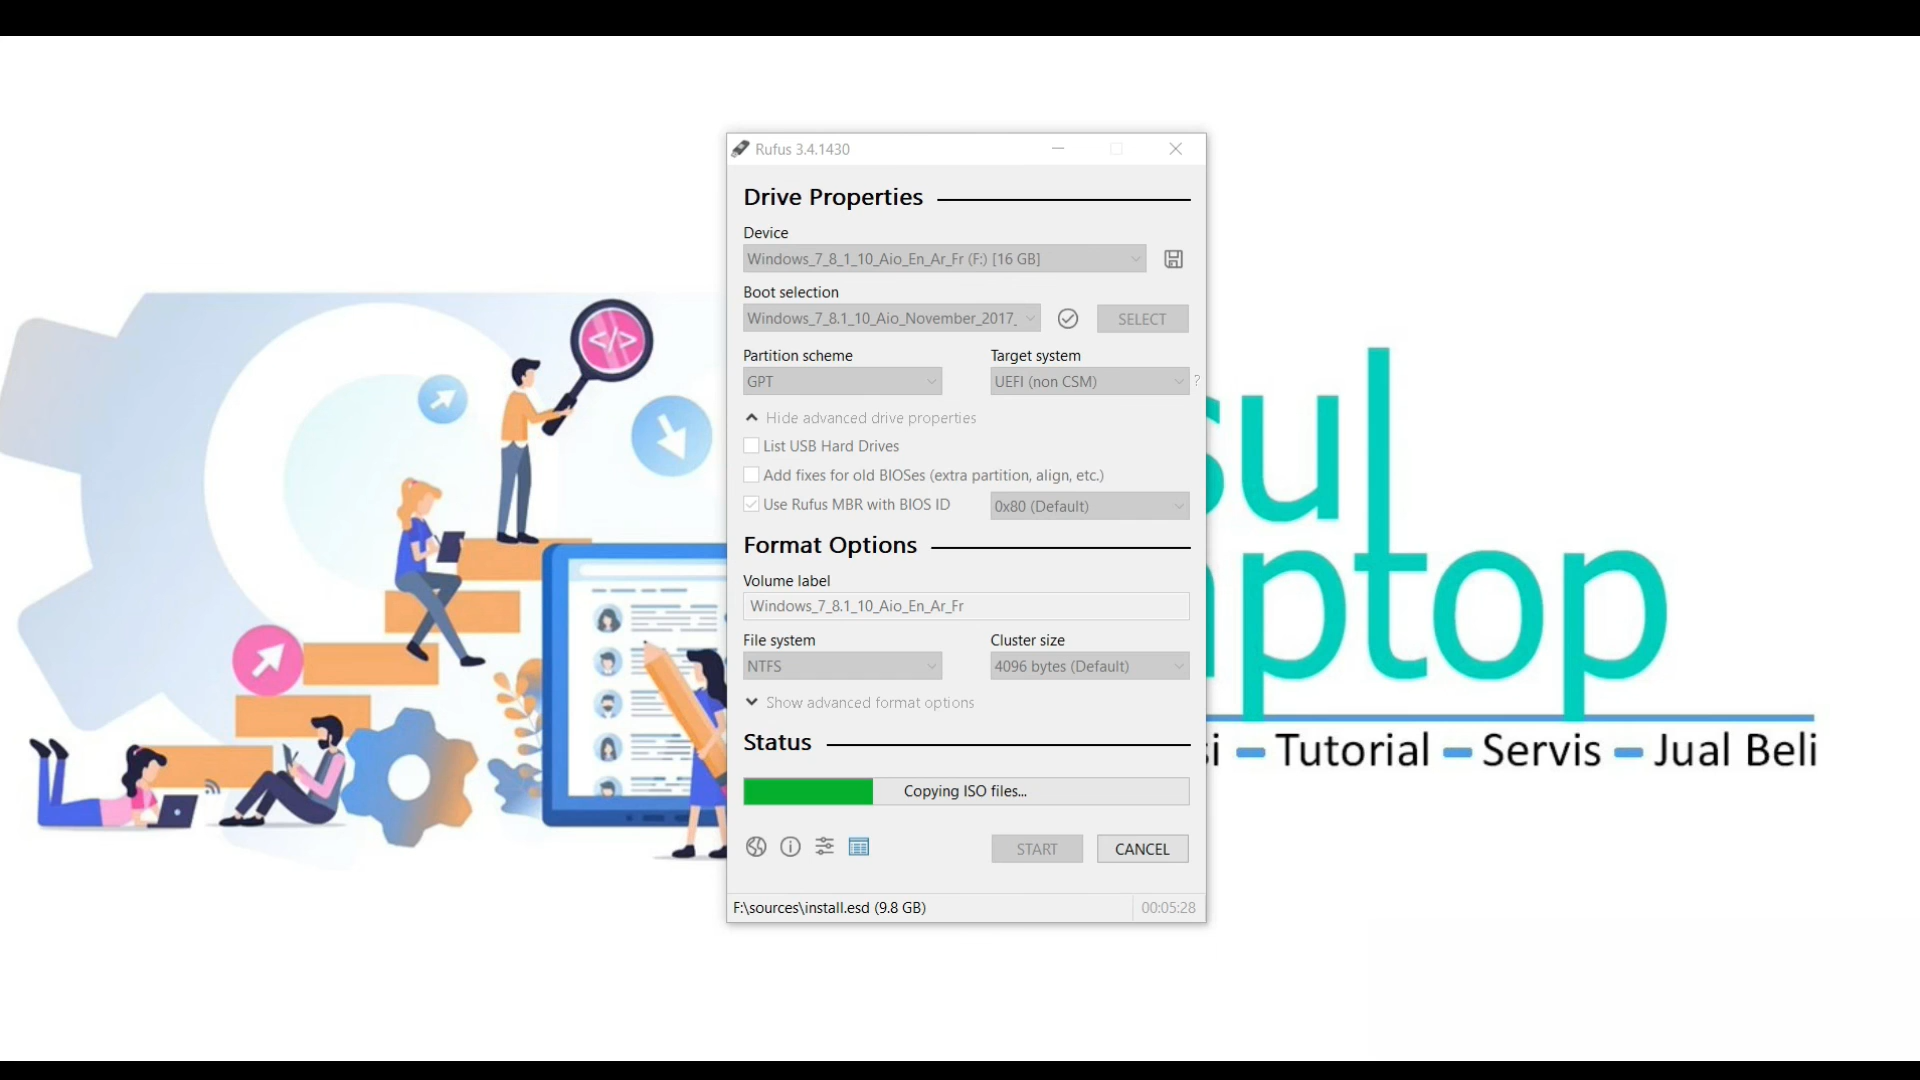 Rufus 3.4.1430
Drive Properties
Device
Windows_7_8_1_10_Aio_En_Ar_Fr (F:) [16 GB]
Boot selection
Windows_7_8.1_10_Aio_November_2017_
SELECT
Partition scheme
Target system
GPT
UEFI (non CSM)
?
Hide advanced drive properties
List USB Hard Drives
Add fixes for old BIOSes (extra partition, align, etc.)
Use Rufus MBR with BIOS ID
0x80 (Default)
Format Options
Volume label
Windows_7_8.1_10_Aio_En_Ar_Fr
File system
Cluster size
NTFS
4096 bytes (Default)
Show advanced format options
Status
Copying ISO files...
START
CANCEL
F:\sources\install.esd (9.8 GB)
00:05:28
</>
sul
ptop
i – Tutorial – Servis – Jual Beli